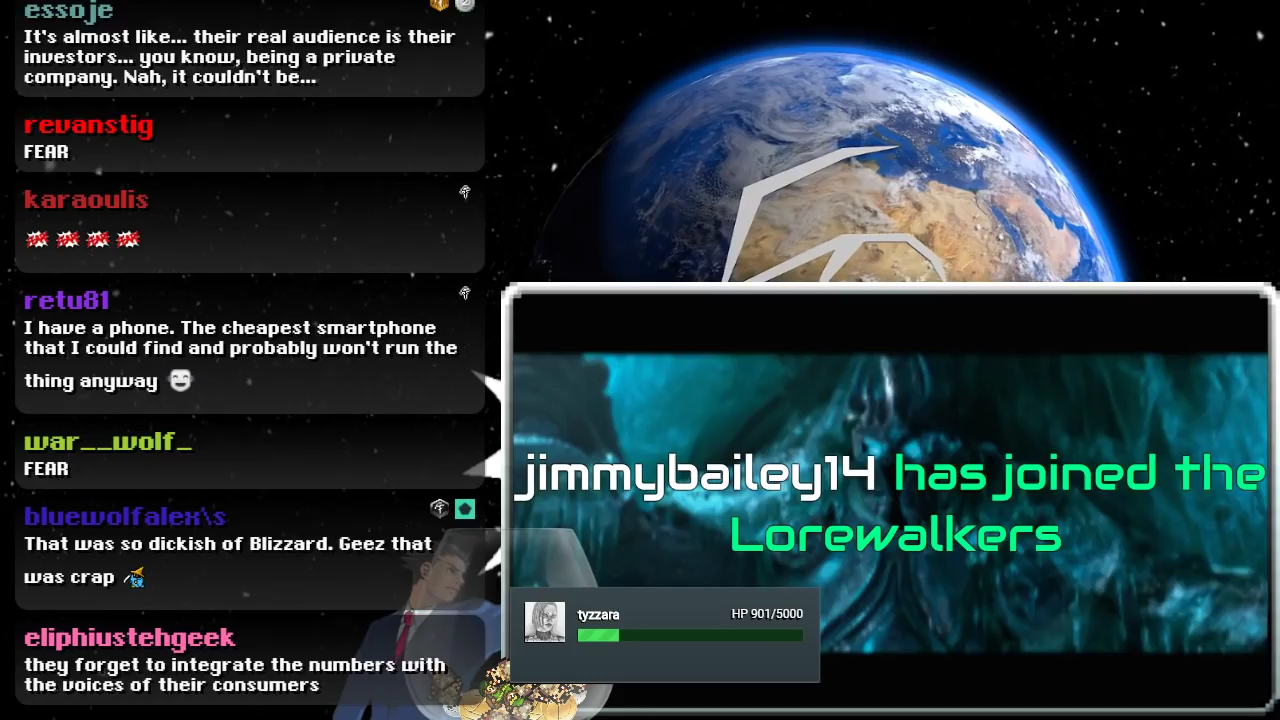 essoje
It's almost like... their real audience is their
investors... you know, being a private
company. Nah, it couldn't be...
revanstig
FEAR
karaoulis
retu81
I have a phone. The cheapest smartphone
that I could find and probably won't run the
thing anyway
war__wolf_
FEAR
bluewolfalex\s
That was so dickish of Blizzard. Geez that
was crap
eliphiustehgeek
they forget to integrate the numbers with
the voices of their consumers
jimmybailey14 has joined the
Lorewalkers
tyzzara
HP 901/5000